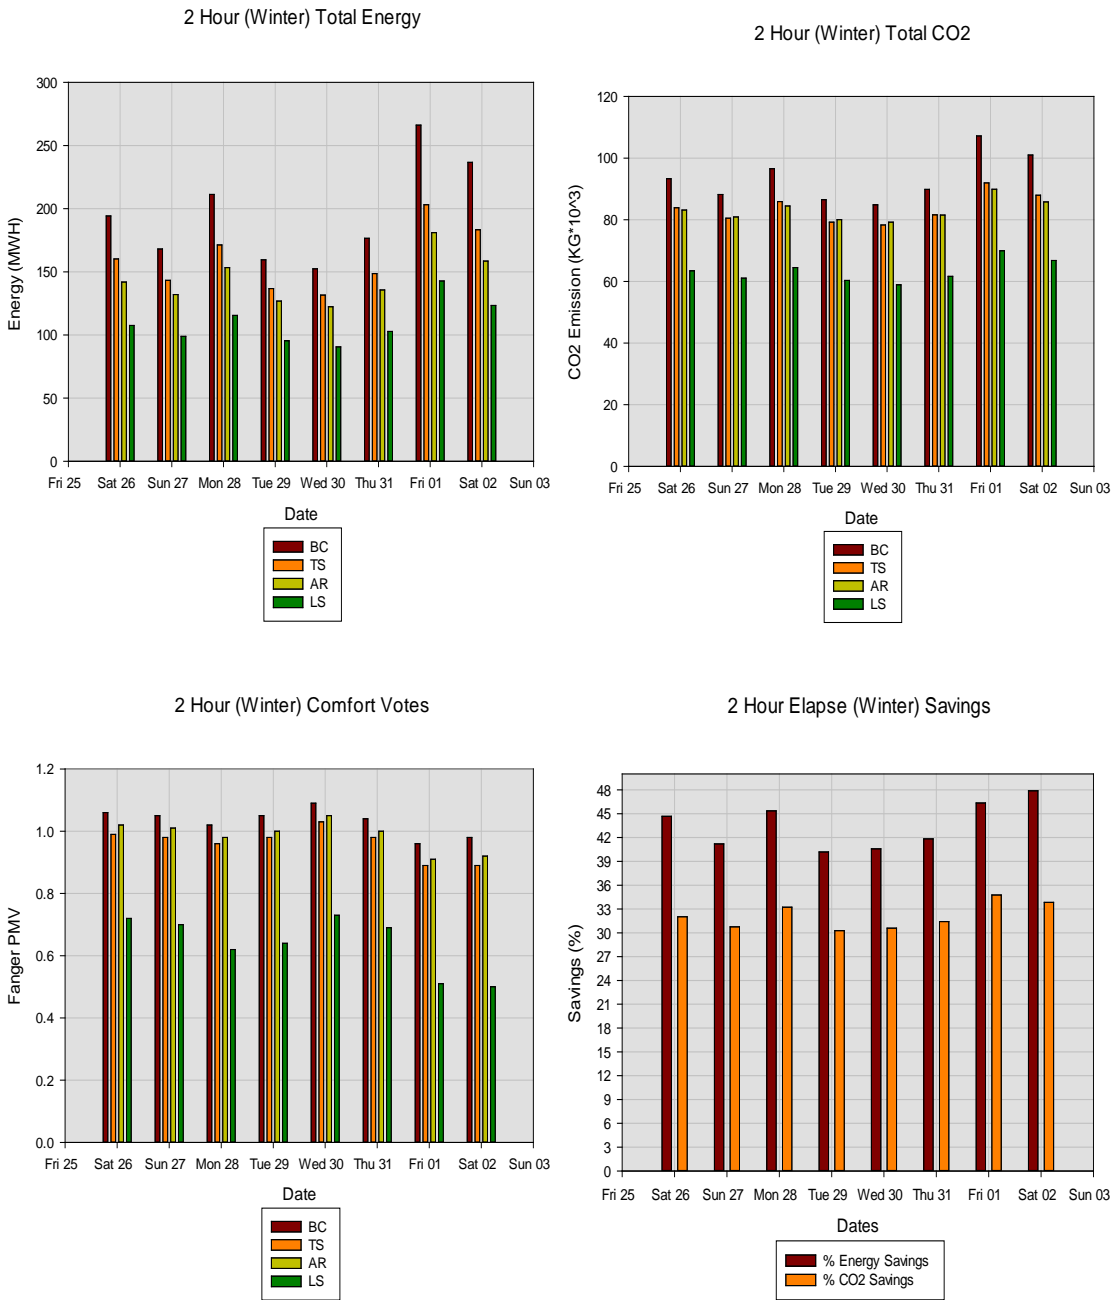 2 Hour (Winter) Total Energy
300
250
200
150
100
50
0
Energy (MWH)
Fri 25 Sat 26 Sun 27 Mon 28 Tue 29 Wed 30 Thu 31 Fri 01 Sat 02 Sun 03
Date
BC
TS
AR
LS
2 Hour (Winter) Total CO2
120
100
80
60
40
20
0
CO2 Emission (KG*10^3)
Fri 25 Sat 26 Sun 27 Mon 28 Tue 29 Wed 30 Thu 31 Fri 01 Sat 02 Sun 03
Date
BC
TS
AR
LS
2 Hour (Winter) Comfort Votes
1.2
1.0
0.8
0.6
0.4
0.2
0.0
Fanger PMV
Fri 25 Sat 26 Sun 27 Mon 28 Tue 29 Wed 30 Thu 31 Fri 01 Sat 02 Sun 03
Date
BC
TS
AR
LS
2 Hour Elapse (Winter) Savings
48
45
42
39
36
33
30
27
24
21
18
15
12
9
6
3
0
Savings (%)
Fri 25 Sat 26 Sun 27 Mon 28 Tue 29 Wed 30 Thu 31 Fri 01 Sat 02 Sun 03
Dates
% Energy Savings
% CO2 Savings